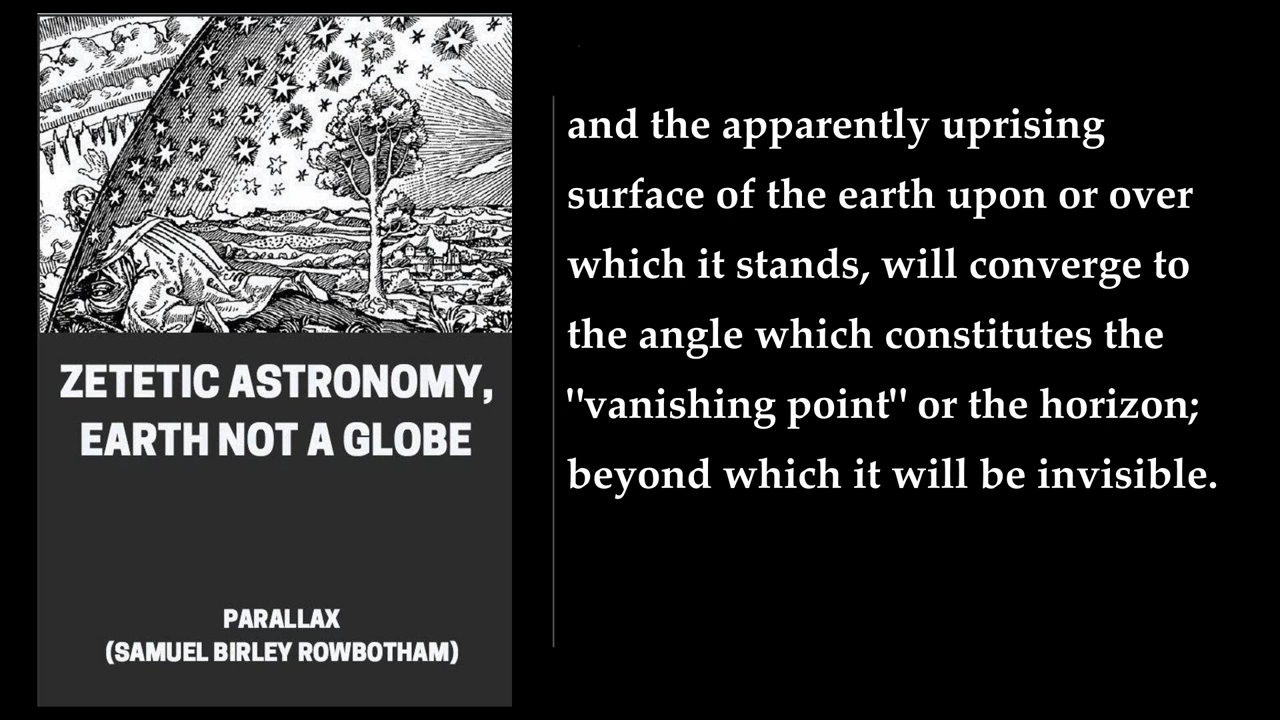 ZETETIC ASTRONOMY,
EARTH NOT A GLOBE
PARALLAX
(SAMUEL BIRLEY ROWBOTHAM)
and the apparently uprising
surface of the earth upon or over
which it stands, will converge to
the angle which constitutes the
"vanishing point" or the horizon;
beyond which it will be invisible.